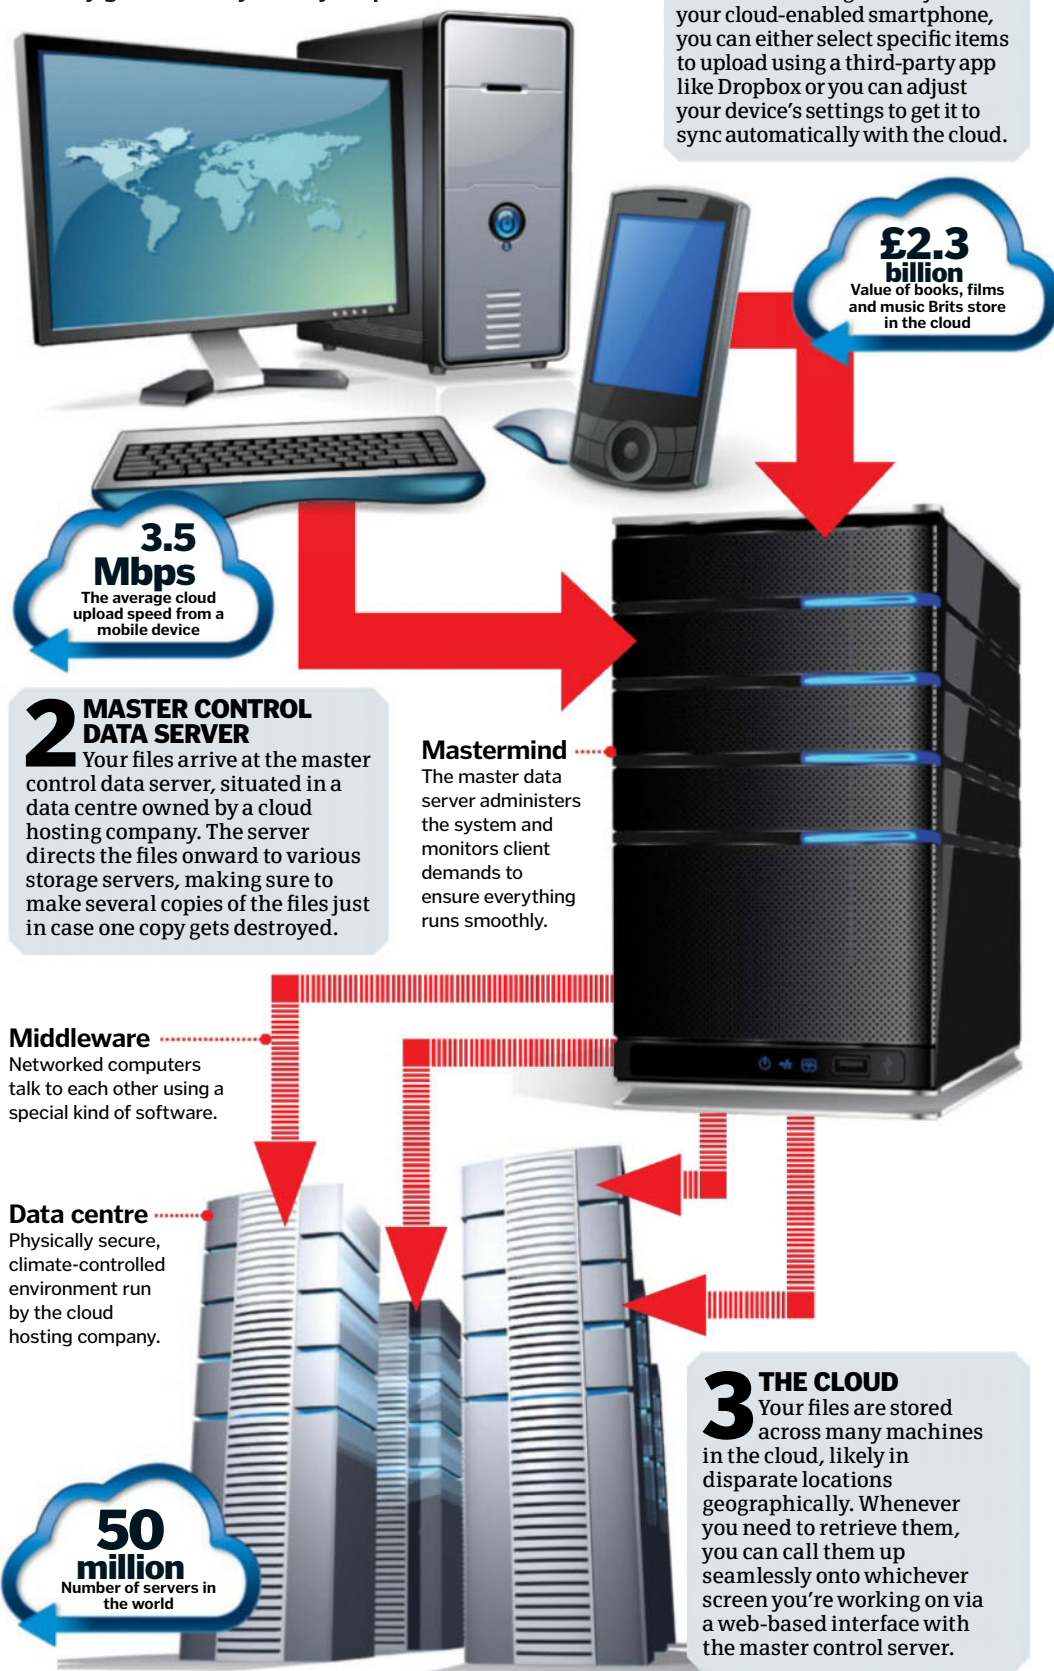 your cloud-enabled smartphone,
you can either select specific items
to upload using a third-party app
like Dropbox or you can adjust
your device's settings to get it to
sync automatically with the cloud.
£2.3
billion
Value of books, films
and music Brits store
in the cloud
3.5
Mbps
The average cloud
upload speed from a
mobile device
2 MASTER CONTROL
DATA SERVER
Your files arrive at the master
control data server, situated in a
data centre owned by a cloud
hosting company. The server
directs the files onward to various
storage servers, making sure to
make several copies of the files just
in case one copy gets destroyed.
Mastermind
The master data
server administers
the system and
monitors client
demands to
ensure everything
runs smoothly.
Middleware
Networked computers
talk to each other using a
special kind of software.
Data centre
Physically secure,
climate-controlled
environment run
by the cloud
hosting company.
3 THE CLOUD
Your files are stored
across many machines
in the cloud, likely in
disparate locations
geographically. Whenever
you need to retrieve them,
you can call them up
seamlessly onto whichever
screen you're working on via
a web-based interface with
the master control server.
50
million
Number of servers in
the world